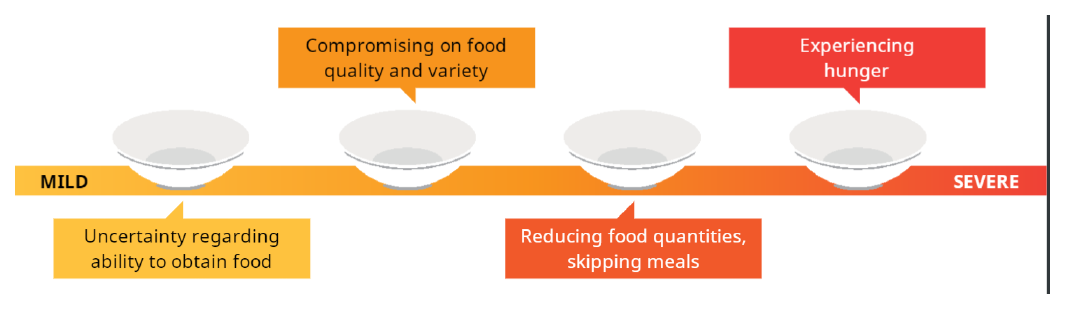 Compromising on food
quality and variety
Experiencing
hunger
MILD
SEVERE
Uncertainty regarding
ability to obtain food
Reducing food quantities,
skipping meals